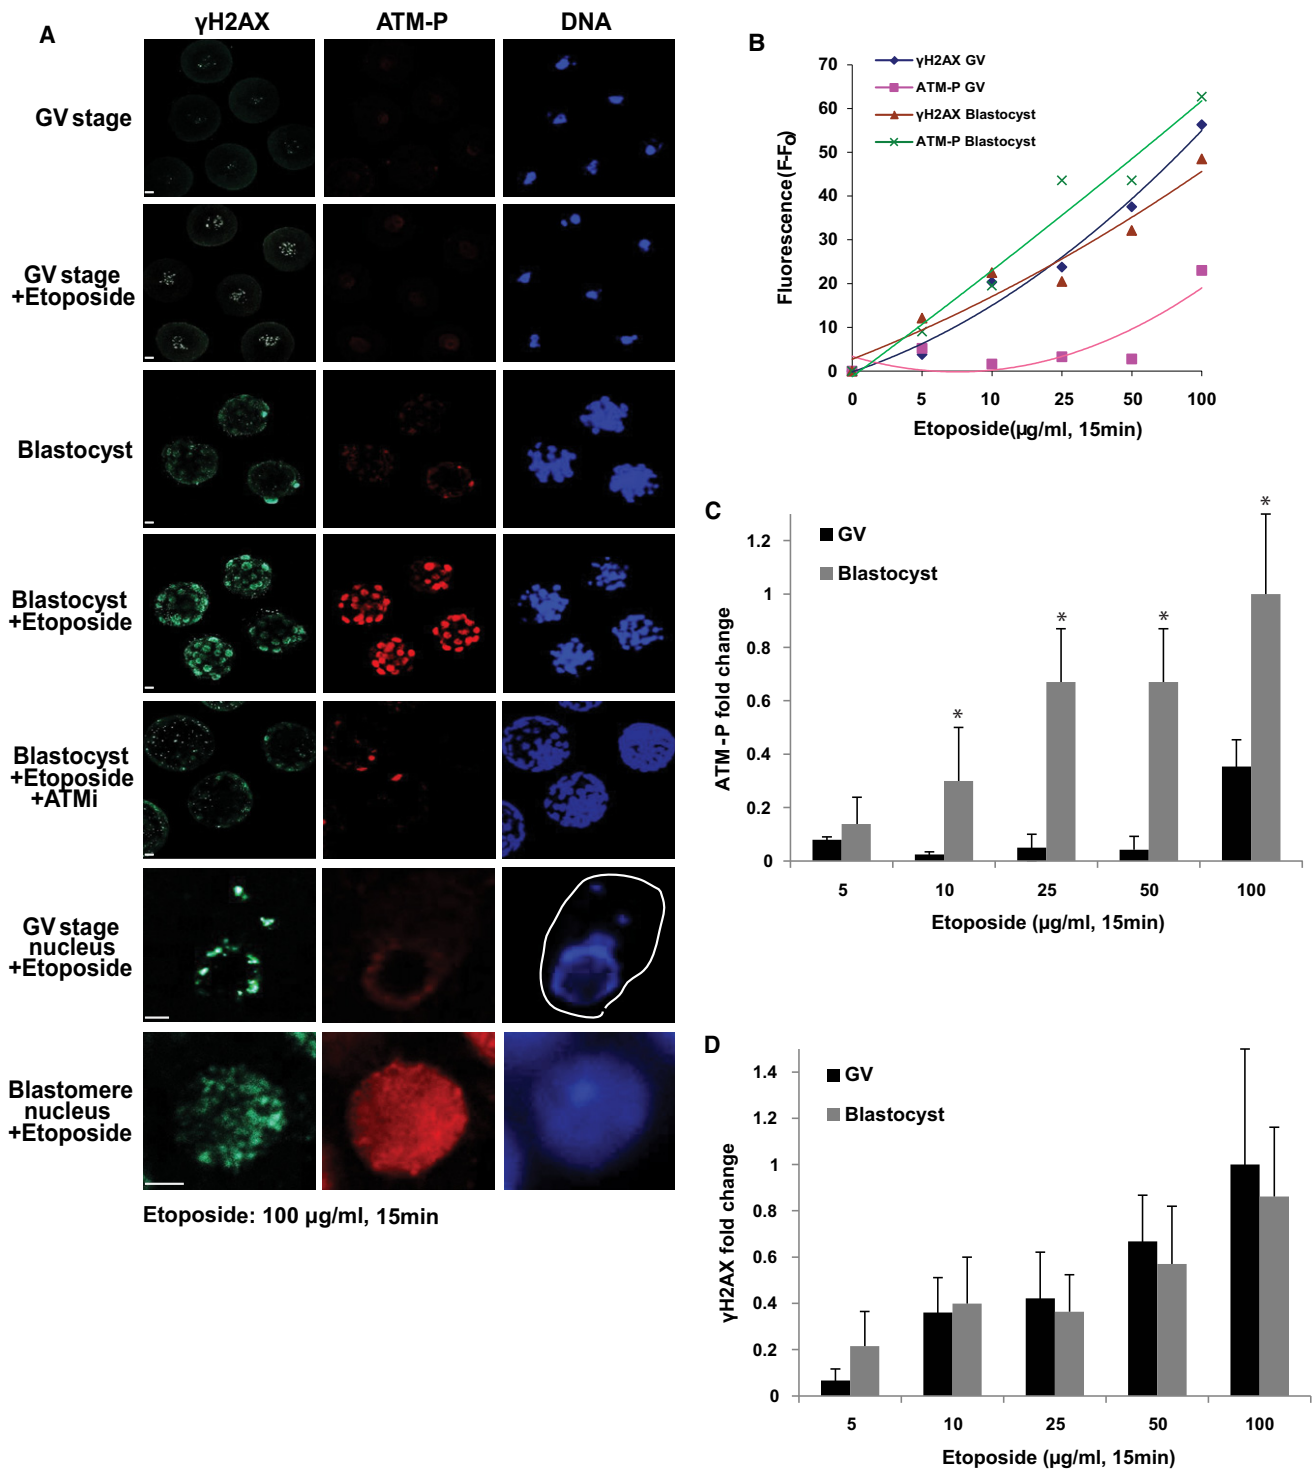 A
γH2AX ATM-P DNA
GV stage
GV stage
+Etoposide
Blastocyst
Blastocyst
+Etoposide
Blastocyst
+Etoposide
+ATMi
GV stage
nucleus
+Etoposide
Blastomere
nucleus
+Etoposide
Etoposide: 100 µg/ml, 15min
B
γH2AX GV
ATM-P GV
γH2AX Blastocyst
ATM-P Blastocyst
Fluorescence(F-F0)
70
60
50
40
30
20
10
0
0 5 10 25 50 100
Etoposide(µg/ml, 15min)
C
GV
Blastocyst
ATM-P fold change
1.2
1
0.8
0.6
0.4
0.2
0
* * * *
5 10 25 50 100
Etoposide (µg/ml, 15min)
D
GV
Blastocyst
γH2AX fold change
1.4
1.2
1
0.8
0.6
0.4
0.2
0
5 10 25 50 100
Etoposide (µg/ml, 15min)